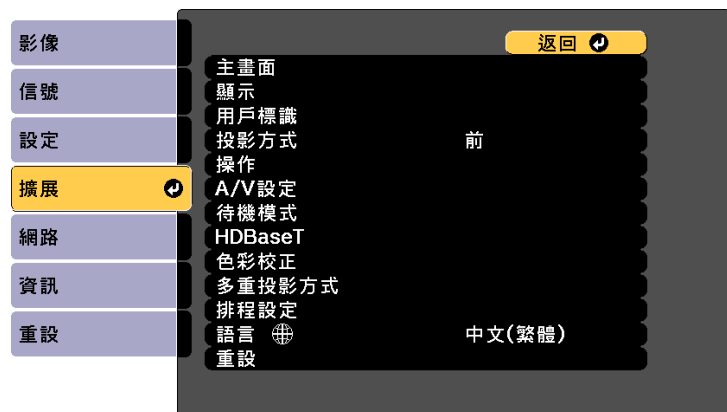 影像
信號
設定
擴展
網路
資訊
重設
返回
主畫面
顯示
用戶標識
投影方式 前
操作
A/V設定
待機模式
HDBaseT
色彩校正
多重投影方式
排程設定
語言 中文(繁體)
重設